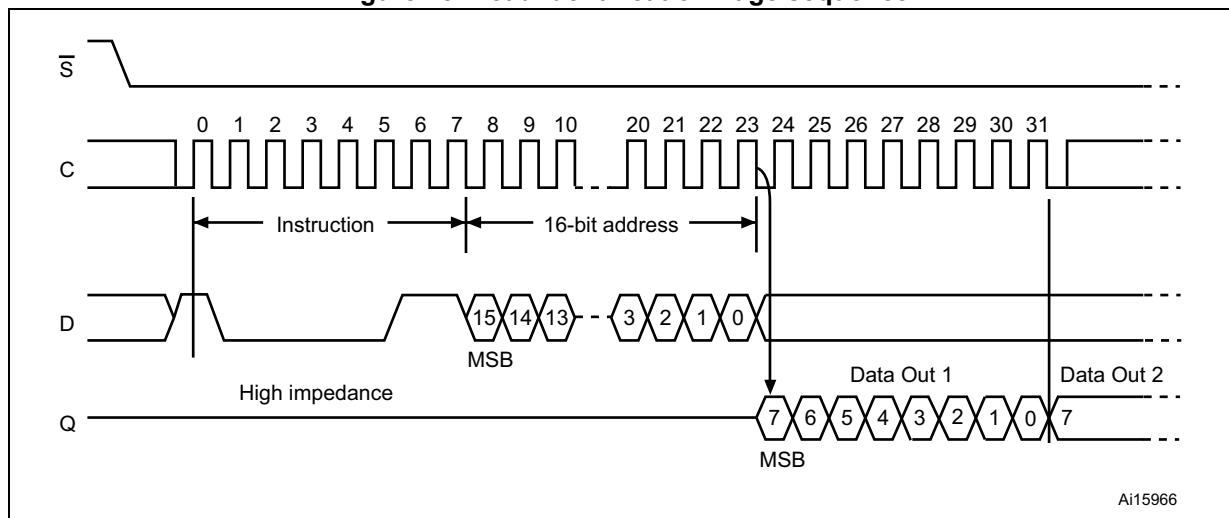 S
0 1 2 3 4 5 6 7 8 9 10 20 21 22 23 24 25 26 27 28 29 30 31
C
Instruction 16-bit address
D 15 14 13 3 2 1 0
MSB
High impedance Data Out 1 Data Out 2
Q 7 6 5 4 3 2 1 0 7
MSB
Ai15966